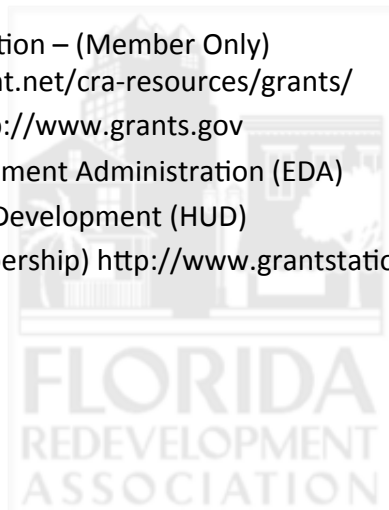 tion – (Member Only)
t.net/cra-resources/grants/
://www.grants.gov
ment Administration (EDA)
Development (HUD)
ership) http://www.grantstatio
FLORIDA
REDEVELOPMENT
ASSOCIATION